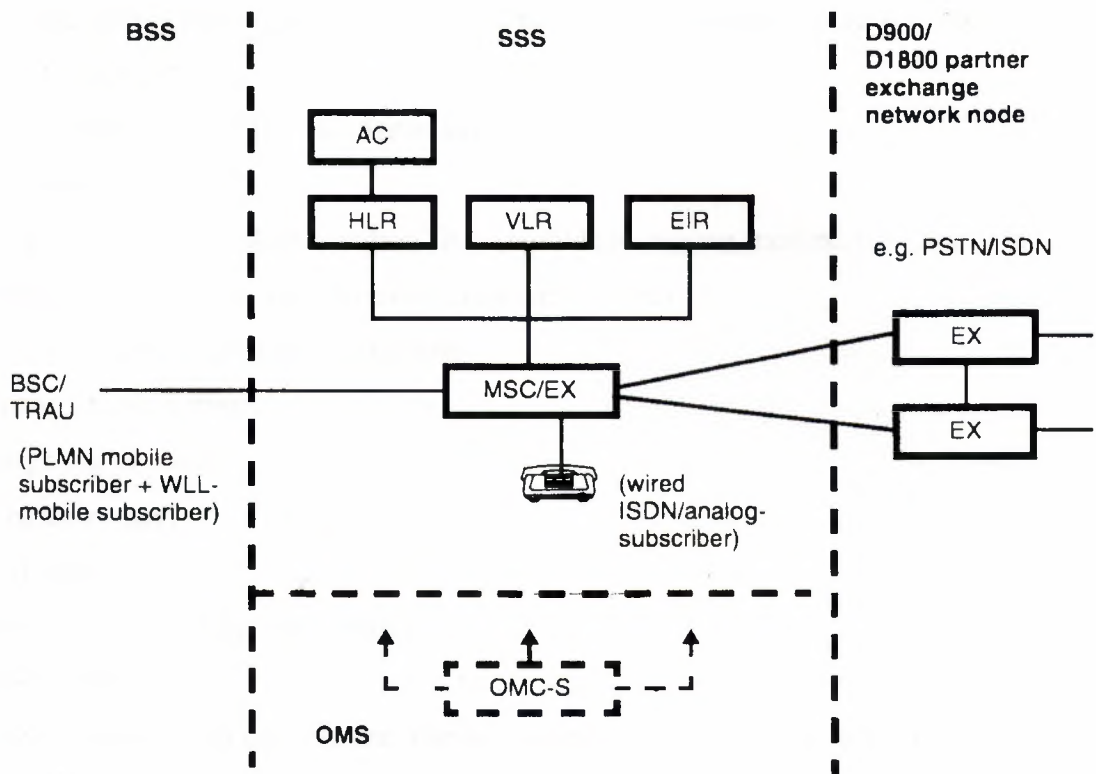 BSS
SSS
D900/
D1800 partner
exchange
network node
AC
HLR
VLR
EIR
e.g. PSTN/ISDN
EX
BSC/
TRAU
MSC/EX
EX
(PLMN mobile
subscriber + WLL-
mobile subscriber)
(wired
ISDN/analog-
subscriber)
OMC-S
OMS